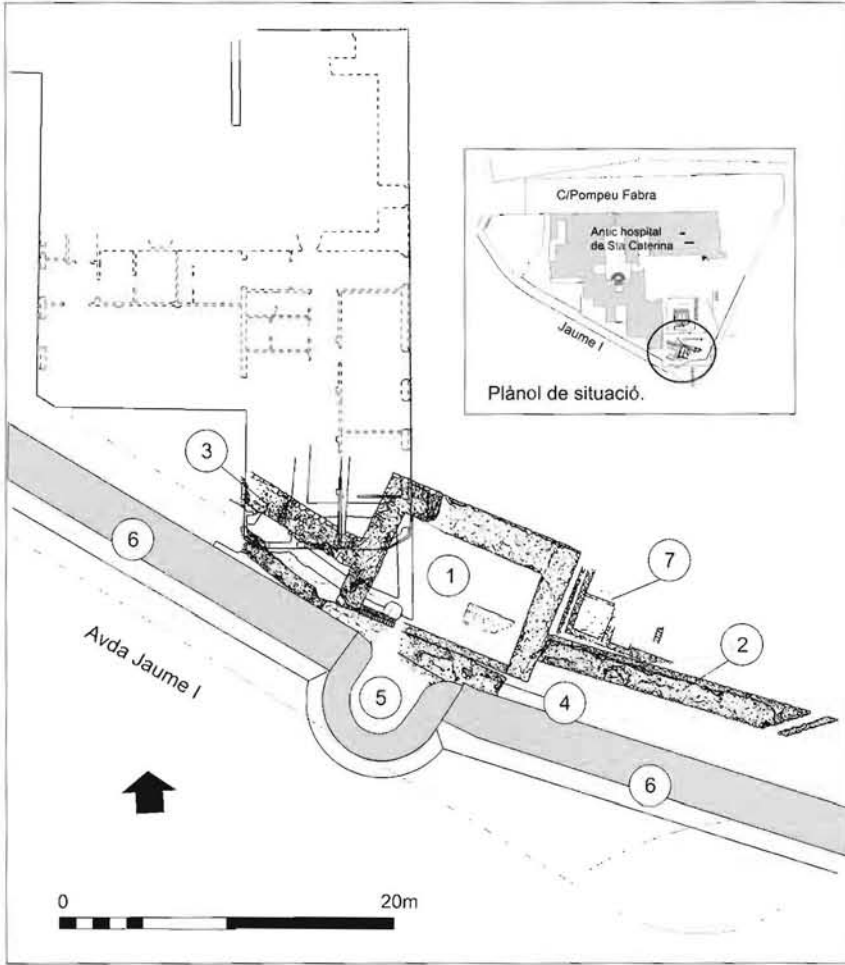 C/Pompeu Fabra
Antic hospital
de Sta Caterina
Jaume I
Plànol de situació.
3
6
1
7
2
Avda Jaume I
5
4
6
0 20m